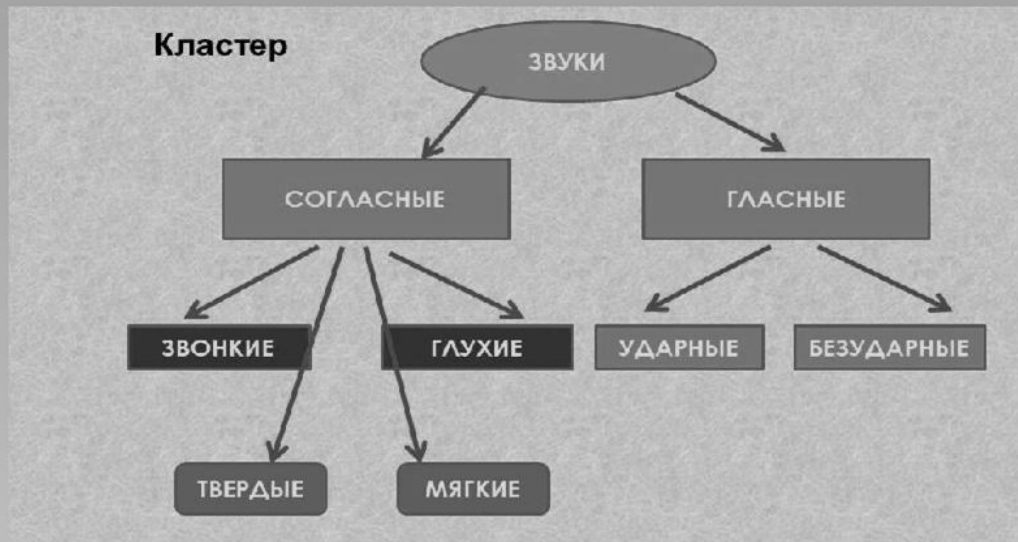 Кластер
ЗВУКИ
СОГЛАСНЫЕ
ГЛАСНЫЕ
ЗВОНКИЕ
ГЛУХИЕ
УДАРНЫЕ
БЕЗУДАРНЫЕ
ТВЕРДЫЕ
МЯГКИЕ